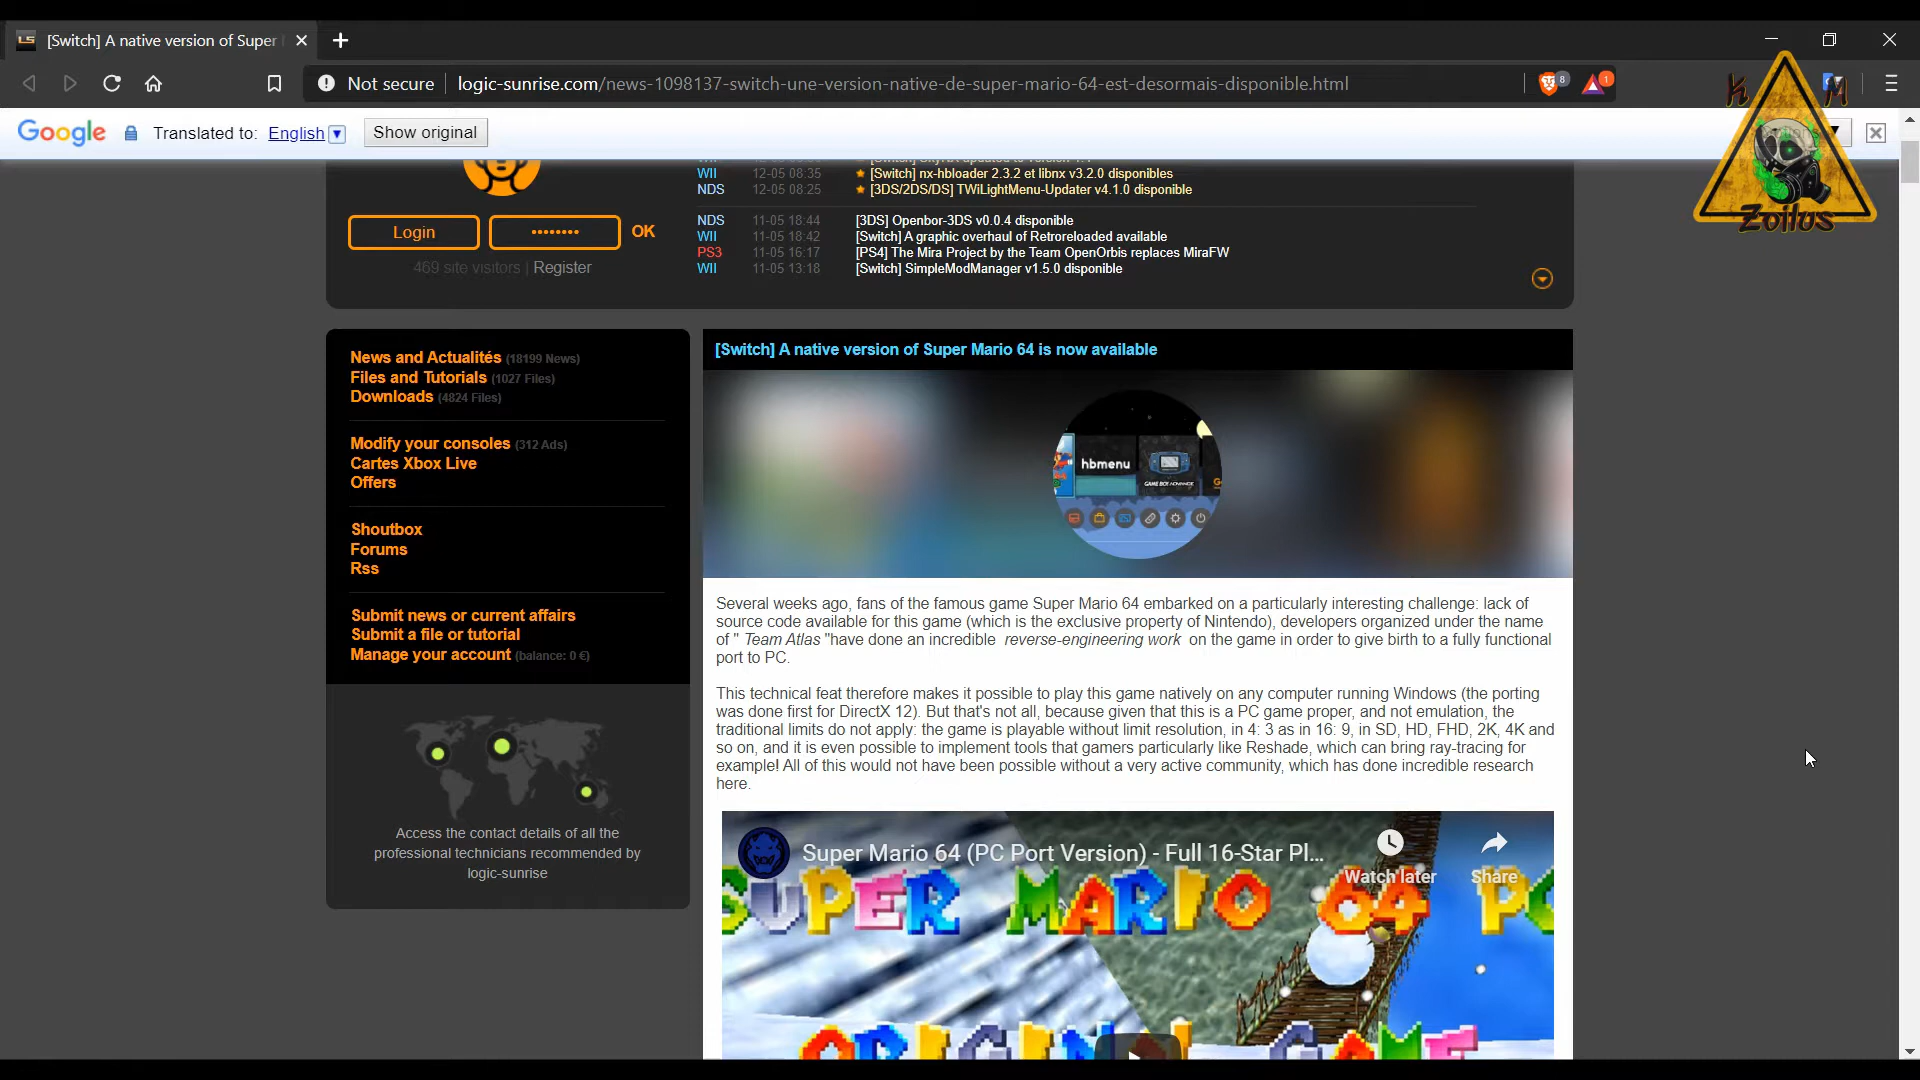 [Switch] A native version of Super
Not secure
logic-sunrise.com/news-1098137-switch-une-version-native-de-super-mario-64-est-desormais-disponible.html
8
1
K M
Zoilus
Google
Translated to: English
Show original
WII 12-05 08:35 [Switch] nx-hbloader 2.3.2 et libnx v3.2.0 disponibles
NDS 12-05 08:25 [3DS/2DS/DS] TWiLightMenu-Updater v4.1.0 disponible
NDS 11-05 18:44 [3DS] Openbor-3DS v0.0.4 disponible
WII 11-05 18:42 [Switch] A graphic overhaul of Retroreloaded available
PS3 11-05 16:17 [PS4] The Mira Project by the Team OpenOrbis replaces MiraFW
WII 11-05 13:18 [Switch] SimpleModManager v1.5.0 disponible
Login
OK
469 site visitors | Register
News and Actualités (18199 News)
Files and Tutorials (1027 Files)
Downloads (4824 Files)
Modify your consoles (312 Ads)
Cartes Xbox Live
Offers
Shoutbox
Forums
Rss
Submit news or current affairs
Submit a file or tutorial
Manage your account (balance: 0 €)
Access the contact details of all the
professional technicians recommended by
logic-sunrise
[Switch] A native version of Super Mario 64 is now available
hbmenu
GAME BOY ADVANCE
Several weeks ago, fans of the famous game Super Mario 64 embarked on a particularly interesting challenge: lack of
source code available for this game (which is the exclusive property of Nintendo), developers organized under the name
of " Team Atlas "have done an incredible reverse-engineering work on the game in order to give birth to a fully functional
port to PC.
This technical feat therefore makes it possible to play this game natively on any computer running Windows (the porting
was done first for DirectX 12). But that's not all, because given that this is a PC game proper, and not emulation, the
traditional limits do not apply: the game is playable without limit resolution, in 4: 3 as in 16: 9, in SD, HD, FHD, 2K, 4K and
so on, and it is even possible to implement tools that gamers particularly like Reshade, which can bring ray-tracing for
example! All of this would not have been possible without a very active community, which has done incredible research
here.
Super Mario 64 (PC Port Version) - Full 16-Star Pl...
Watch later
Share
SUPER MARIO 64 PC
ORIGINAL GAME